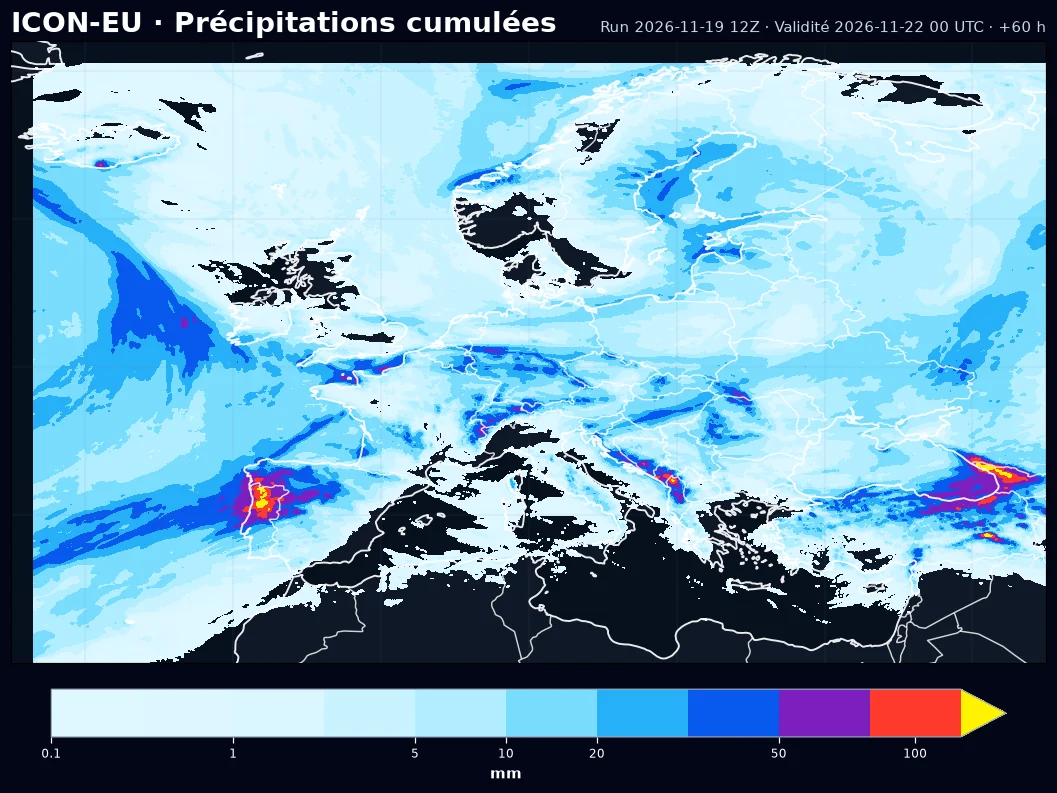 ICON-EU · Précipitations cumulées
Run 2026-11-19 12Z · Validité 2026-11-22 00 UTC · +60 h
0.1 1 5 10 20 50 100
mm